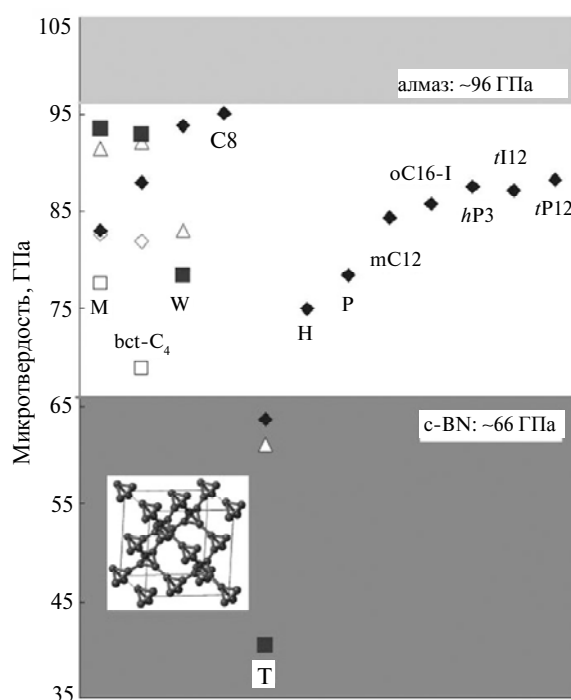 105
95
85
75
65
55
45
35
Микротвердость, ГПа
алмаз: ~96 ГПа
C8
tI12
oC16-I
hP3
tP12
mC12
M
W
H
P
bct-C₄
c-BN: ~66 ГПа
T